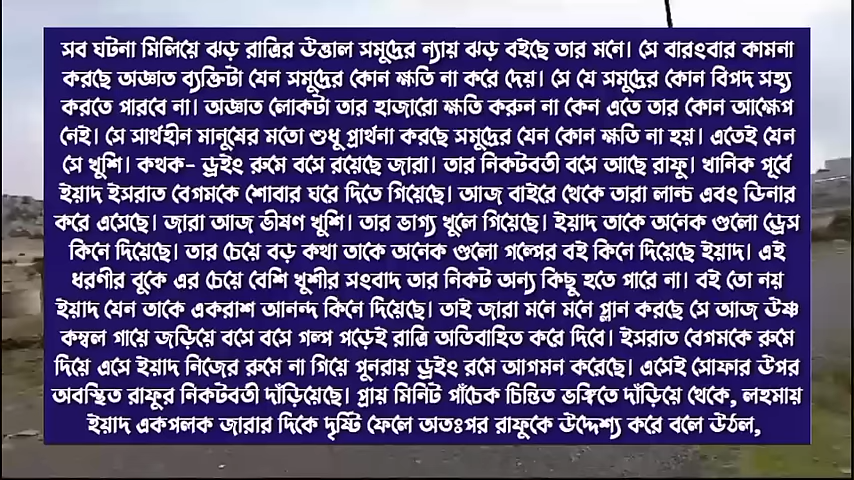 সব ঘটনা মিলিয়ে ঝড় রাত্রির উত্তাল সমুদ্রের ন্যায় ঝড় বইছে তার মনে। সে বারংবার কামনা
করছে অজ্ঞাত ব্যক্তিটা যেন সমুদ্রের কোন ক্ষতি না করে দেয়। সে যে সমুদ্রের কোন বিপদ সহ্য
করতে পারবে না। অজ্ঞাত লোকটা তার হাজারো ক্ষতি করুন না কেন এতে তার কোন আক্ষেপ
নেই। সে সার্থহীন মানুষের মতো শুধু প্রার্থনা করছে সমুদ্রের যেন কোন ক্ষতি না হয়। এতেই যেন
সে খুশি। কথক- ড্রইং রুমে বসে রয়েছে জারা। তার নিকটবর্তী বসে আছে রাফু। খানিক পূর্বে
ইয়াদ ইসরাত বেগমকে শোবার ঘরে দিতে গিয়েছে। আজ বাইরে থেকে তারা লান্চ এবং ডিনার
করে এসেছে। জারা আজ ভীষণ খুশি। তার ভাগ্য খুলে গিয়েছে। ইয়াদ তাকে অনেক গুলো ড্রেস
কিনে দিয়েছে। তার চেয়ে বড় কথা তাকে অনেক গুলো গল্পের বই কিনে দিয়েছে ইয়াদ। এই
ধরণীর বুকে এর চেয়ে বেশি খুশীর সংবাদ তার নিকট অন্য কিছু হতে পারে না। বই তো নয়
ইয়াদ যেন তাকে একরাশ আনন্দ কিনে দিয়েছে। তাই জারা মনে মনে প্লান করছে সে আজ উষ্ণ
কম্বল গায়ে জড়িয়ে বসে বসে গল্প পড়েই রাত্রি অতিবাহিত করে দিবে। ইসরাত বেগমকে রুমে
দিয়ে এসে ইয়াদ নিজের রুমে না গিয়ে পুনরায় ড্রইং রমে আগমন করেছে। এসেই সোফার উপর
অবস্থিত রাফুর নিকটবর্তী দাঁড়িয়েছে। প্রায় মিনিট পাঁচেক চিন্তিত ভঙ্গিতে দাঁড়িয়ে থেকে, লহমায়
ইয়াদ একপলক জারার দিকে দৃষ্টি ফেলে অতঃপর রাফুকে উদ্দেশ্য করে বলে উঠল,